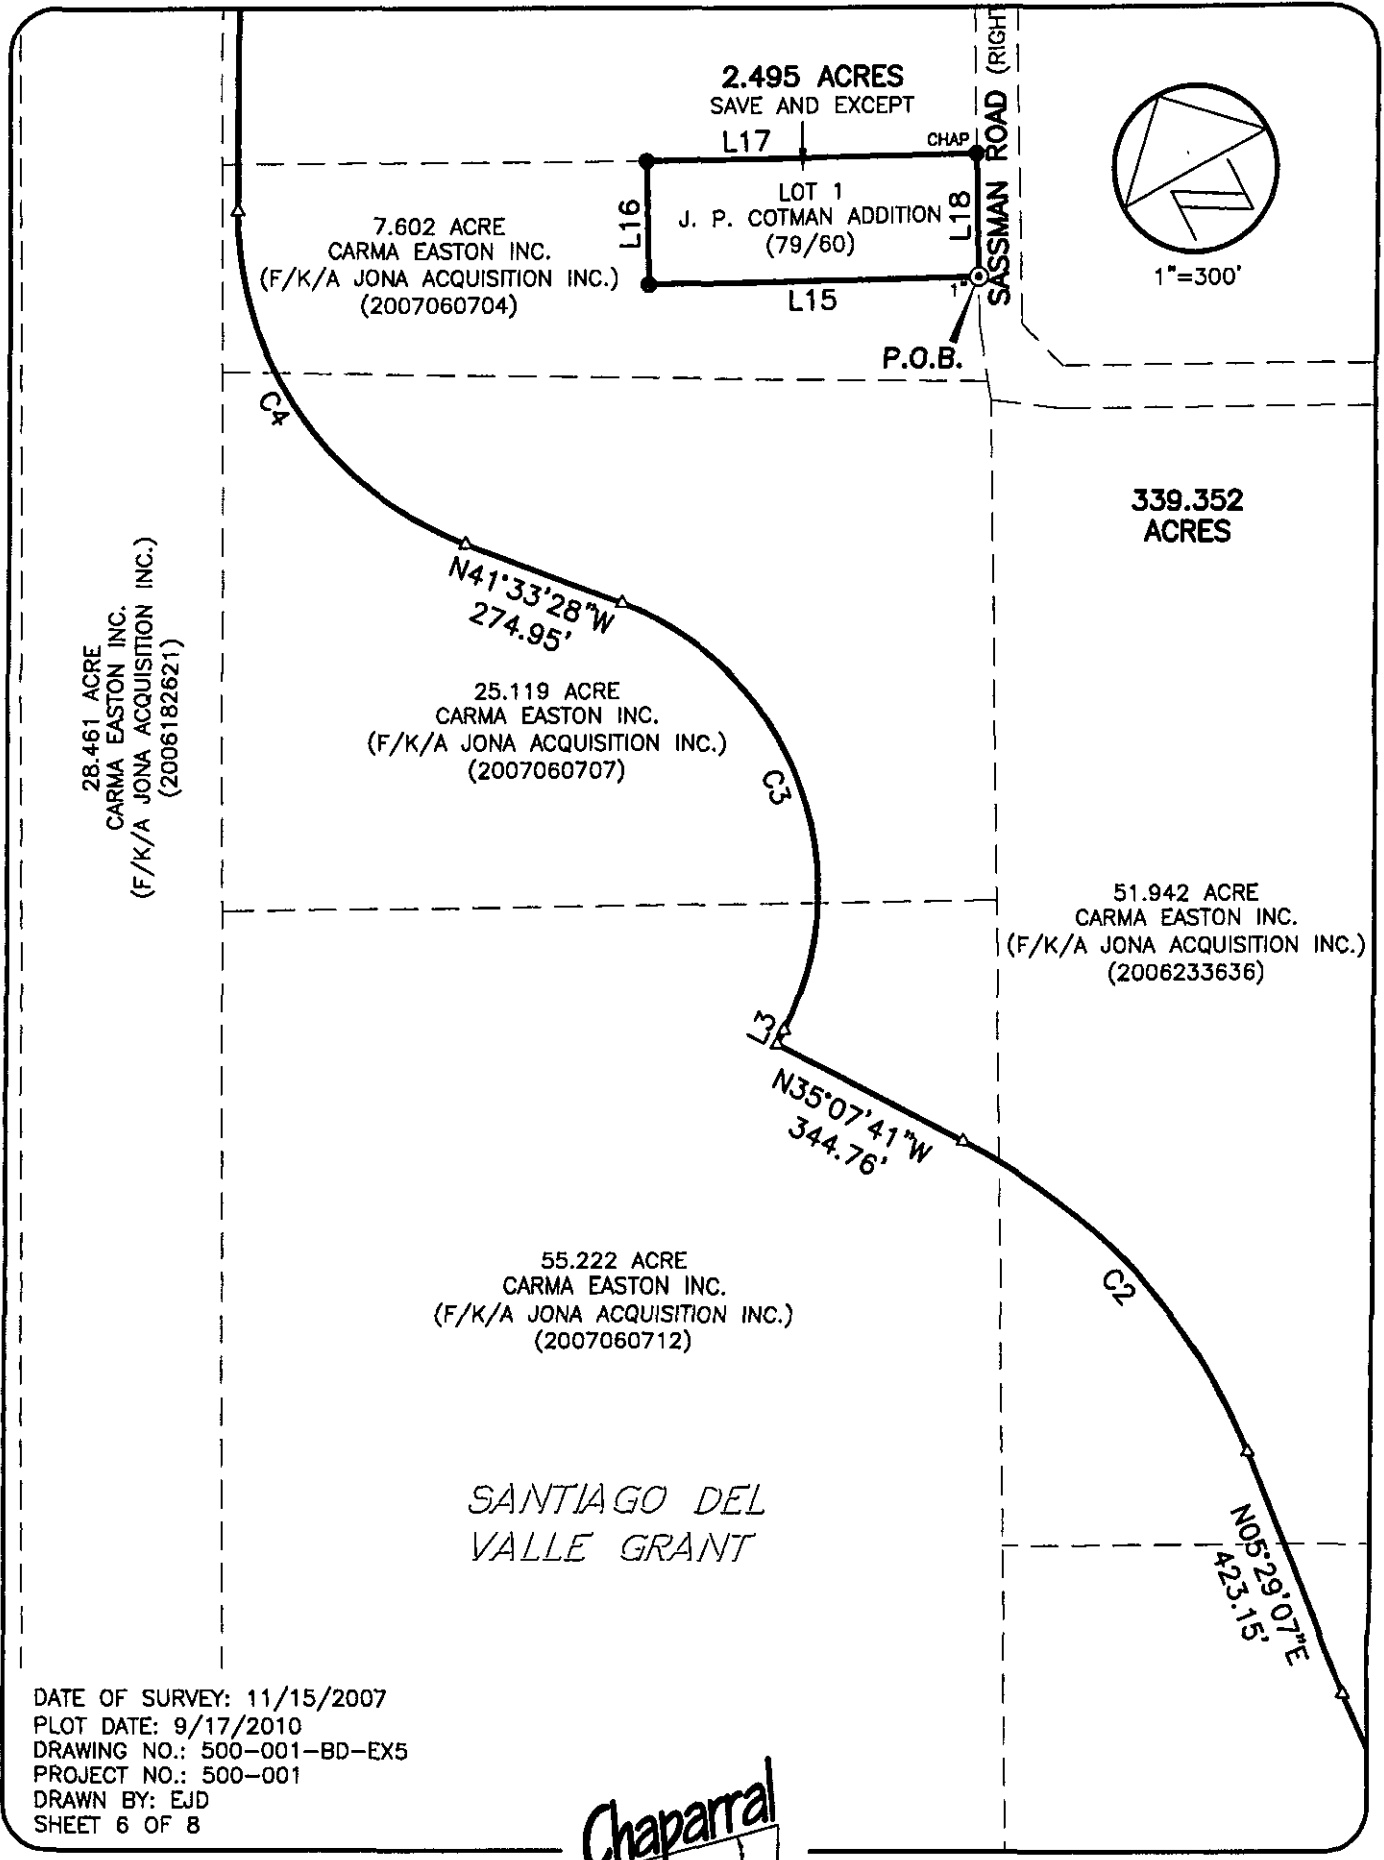 2.495 ACRES
SAVE AND EXCEPT
L17
CHAP
SASSMAN ROAD (RIGHT
L16
LOT 1
J. P. COTMAN ADDITION
(79/60)
L18
L15
1"
P.O.B.
1"=300'
7.602 ACRE
CARMA EASTON INC.
(F/K/A JONA ACQUISITION INC.)
(2007060704)
C4
339.352
ACRES
N41°33'28"W
274.95'
28.461 ACRE
CARMA EASTON INC.
(F/K/A JONA ACQUISITION INC.)
(2006182621)
25.119 ACRE
CARMA EASTON INC.
(F/K/A JONA ACQUISITION INC.)
(2007060707)
C3
51.942 ACRE
CARMA EASTON INC.
(F/K/A JONA ACQUISITION INC.)
(2006233636)
L3
N35°07'41"W
344.76'
55.222 ACRE
CARMA EASTON INC.
(F/K/A JONA ACQUISITION INC.)
(2007060712)
C2
SANTIAGO DEL
VALLE GRANT
N05°29'07"E
423.15'
DATE OF SURVEY: 11/15/2007
PLOT DATE: 9/17/2010
DRAWING NO.: 500-001-BD-EX5
PROJECT NO.: 500-001
DRAWN BY: EJD
SHEET 6 OF 8
Chaparral